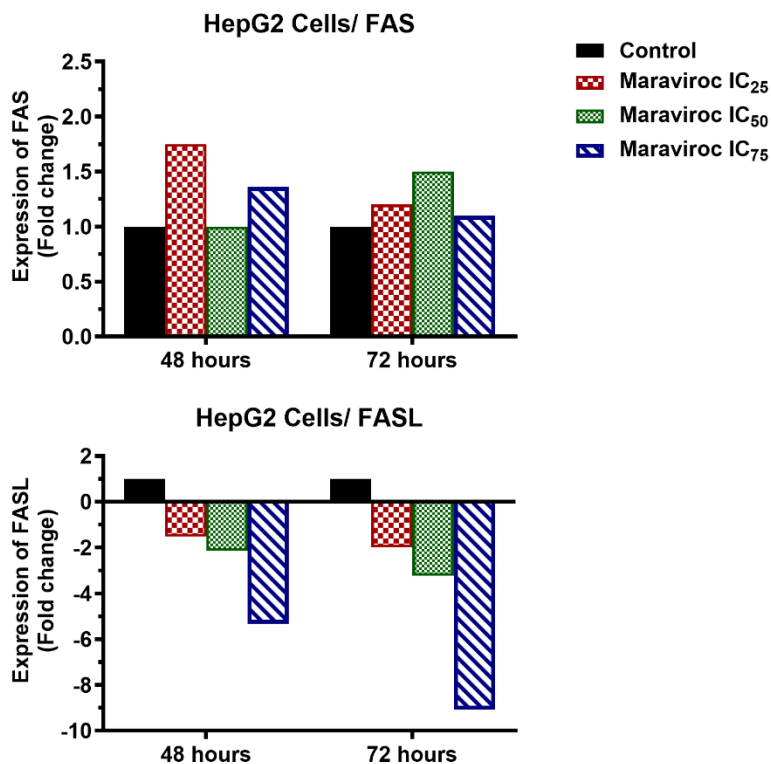 HepG2 Cells/ FAS
Expression of FAS
(Fold change)
2.5
2.0
1.5
1.0
0.5
0.0
48 hours
72 hours
Control
Maraviroc IC₂₅
Maraviroc IC₅₀
Maraviroc IC₇₅
HepG2 Cells/ FASL
Expression of FASL
(Fold change)
2
0
-2
-4
-6
-8
-10
48 hours
72 hours